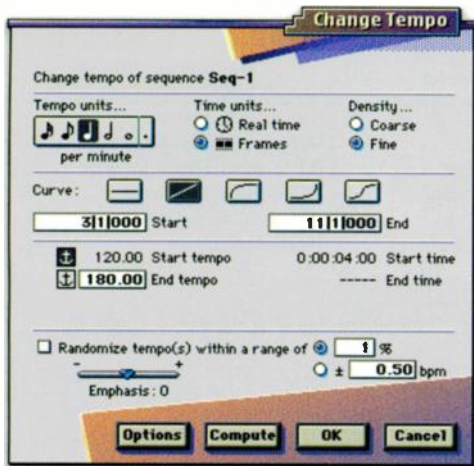 Change Tempo
Change tempo of sequence Seq-1
Tempo units... Time units... Density...
Real time Coarse
Frames Fine
per minute
Curve:
3|1|000 Start 11|1|000 End
120.00 Start tempo 0:00:04:00 Start time
180.00 End tempo ----- End time
Randomize tempo(s) within a range of 1 %
- + ± 0.50 bpm
Emphasis: 0
Options Compute OK Cancel